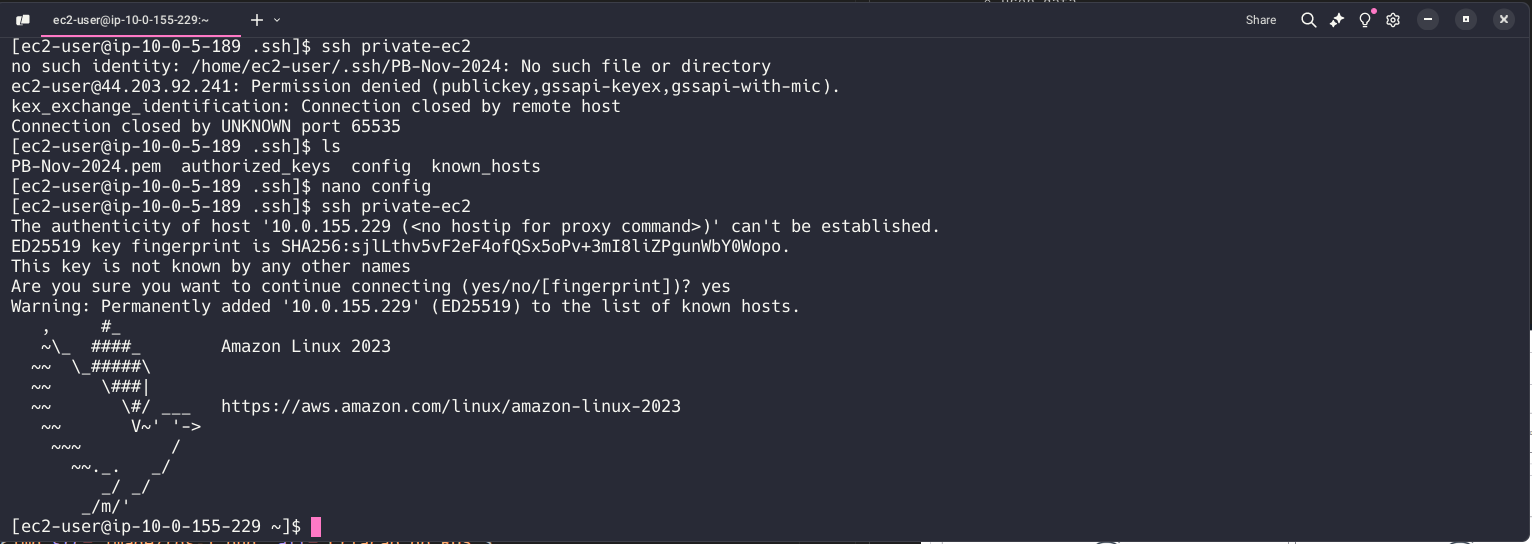 ec2-user@ip-10-0-155-229:~
Share
[ec2-user@ip-10-0-5-189 .ssh]$ ssh private-ec2
no such identity: /home/ec2-user/.ssh/PB-Nov-2024: No such file or directory
ec2-user@44.203.92.241: Permission denied (publickey,gssapi-keyex,gssapi-with-mic).
kex_exchange_identification: Connection closed by remote host
Connection closed by UNKNOWN port 65535
[ec2-user@ip-10-0-5-189 .ssh]$ ls
PB-Nov-2024.pem  authorized_keys  config  known_hosts
[ec2-user@ip-10-0-5-189 .ssh]$ nano config
[ec2-user@ip-10-0-5-189 .ssh]$ ssh private-ec2
The authenticity of host '10.0.155.229 (<no hostip for proxy command>)' can't be established.
ED25519 key fingerprint is SHA256:sjlLthv5vF2eF4ofQSx5oPv+3mI8liZPgunWbY0Wopo.
This key is not known by any other names
Are you sure you want to continue connecting (yes/no/[fingerprint])? yes
Warning: Permanently added '10.0.155.229' (ED25519) to the list of known hosts.
   ,     #_
   ~\_  ####_        Amazon Linux 2023
  ~~  \_#####\
  ~~     \###|
  ~~       \#/ ___   https://aws.amazon.com/linux/amazon-linux-2023
   ~~       V~' '->
    ~~~         /
      ~~._.   _/
         _/ _/
       _/m/'
[ec2-user@ip-10-0-155-229 ~]$